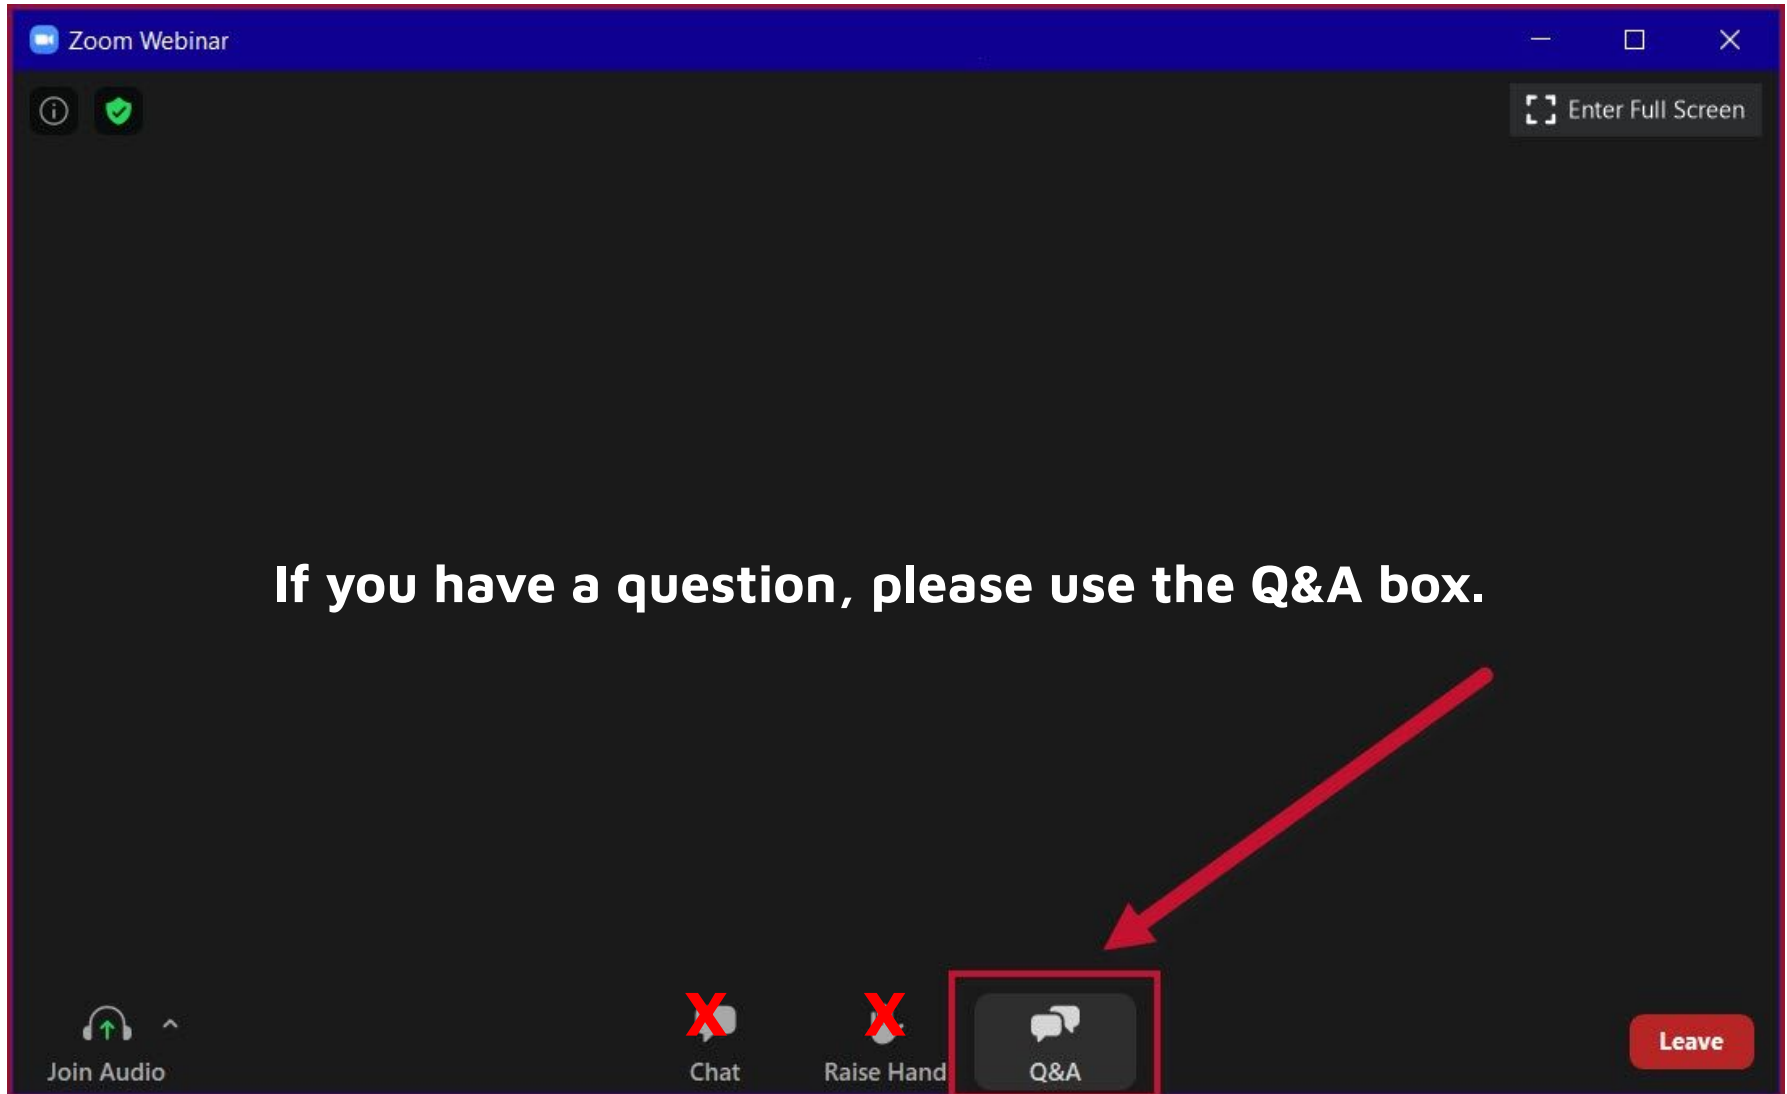 Zoom Webinar
Enter Full Screen
If you have a question, please use the Q&A box.
X X
Join Audio Chat Raise Hand Q&A Leave